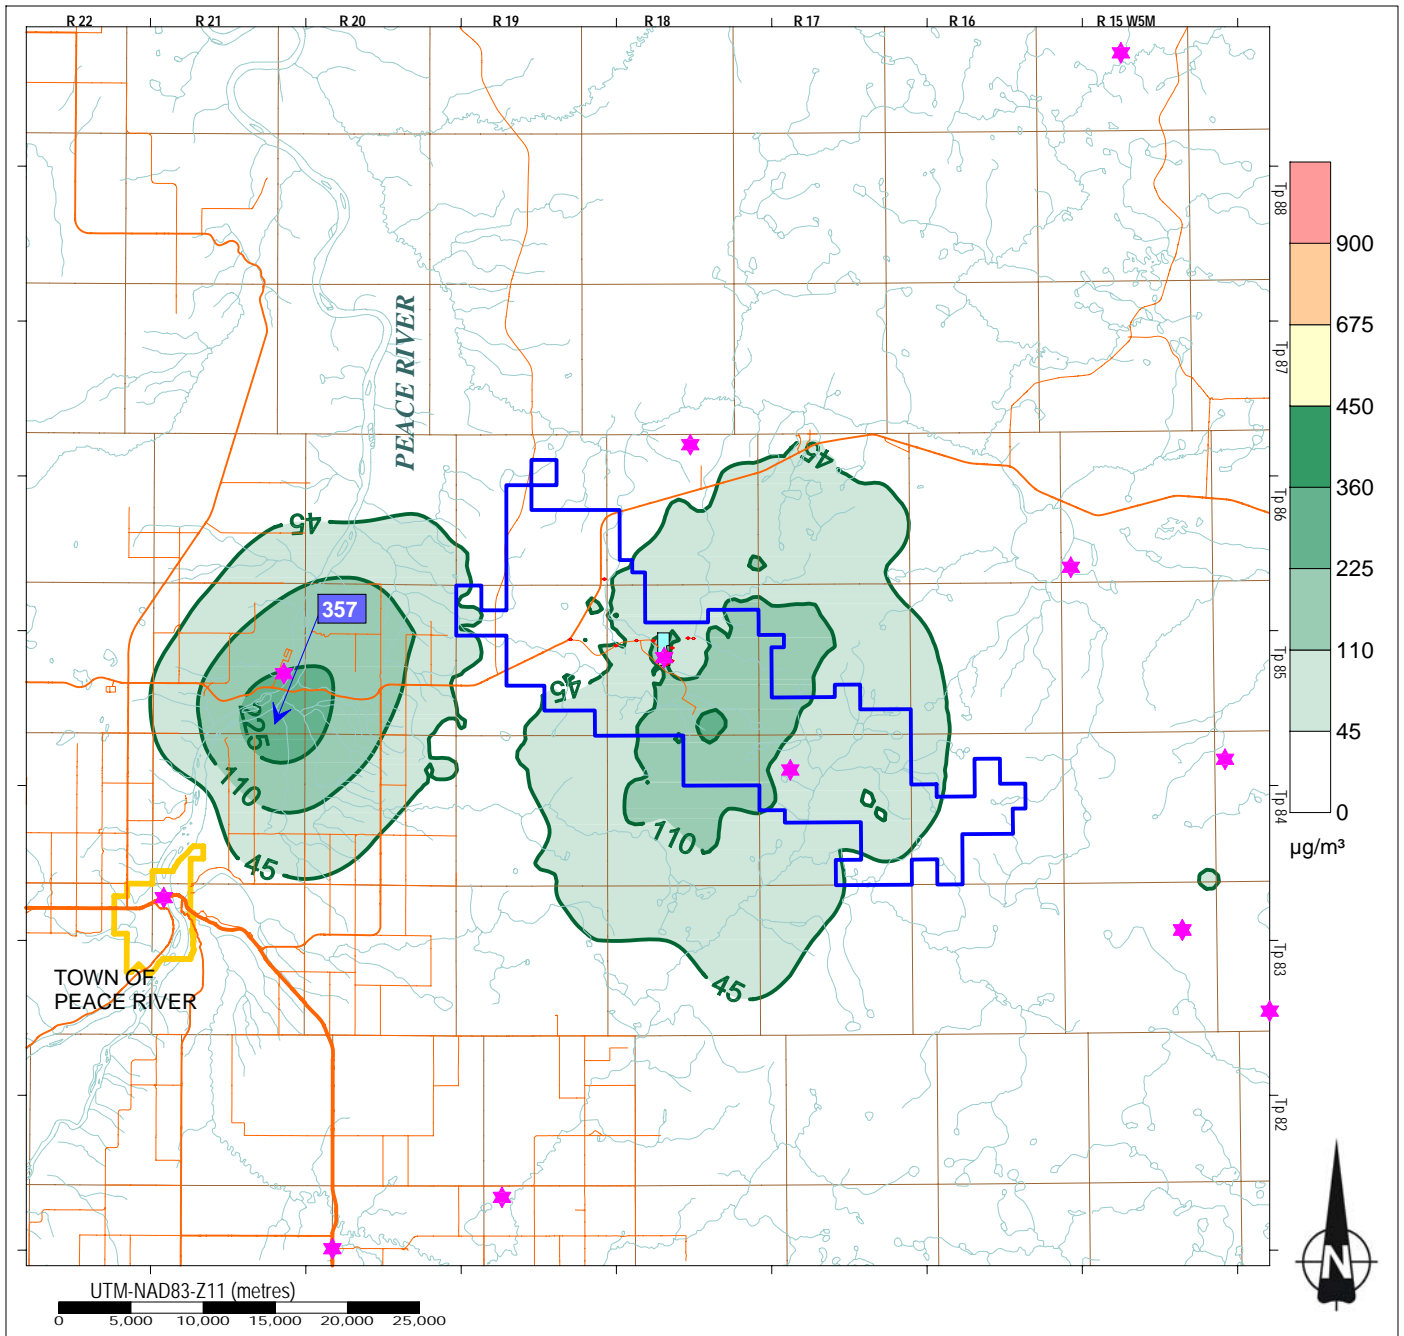 R 22 R 21 R 20 R 19 R 18 R 17 R 16 R 15 W5M
Tp 88
900
675
PEACE RIVER
Tp 87
450
45
45
Tp 86
360
357
225
Tp 85
110
45
225
45
110
Tp 84
0
110
µg/m³
45
TOWN OF
PEACE RIVER
45
Tp 83
Tp 82
N
UTM-NAD83-Z11 (metres)
0 5,000 10,000 15,000 20,000 25,000